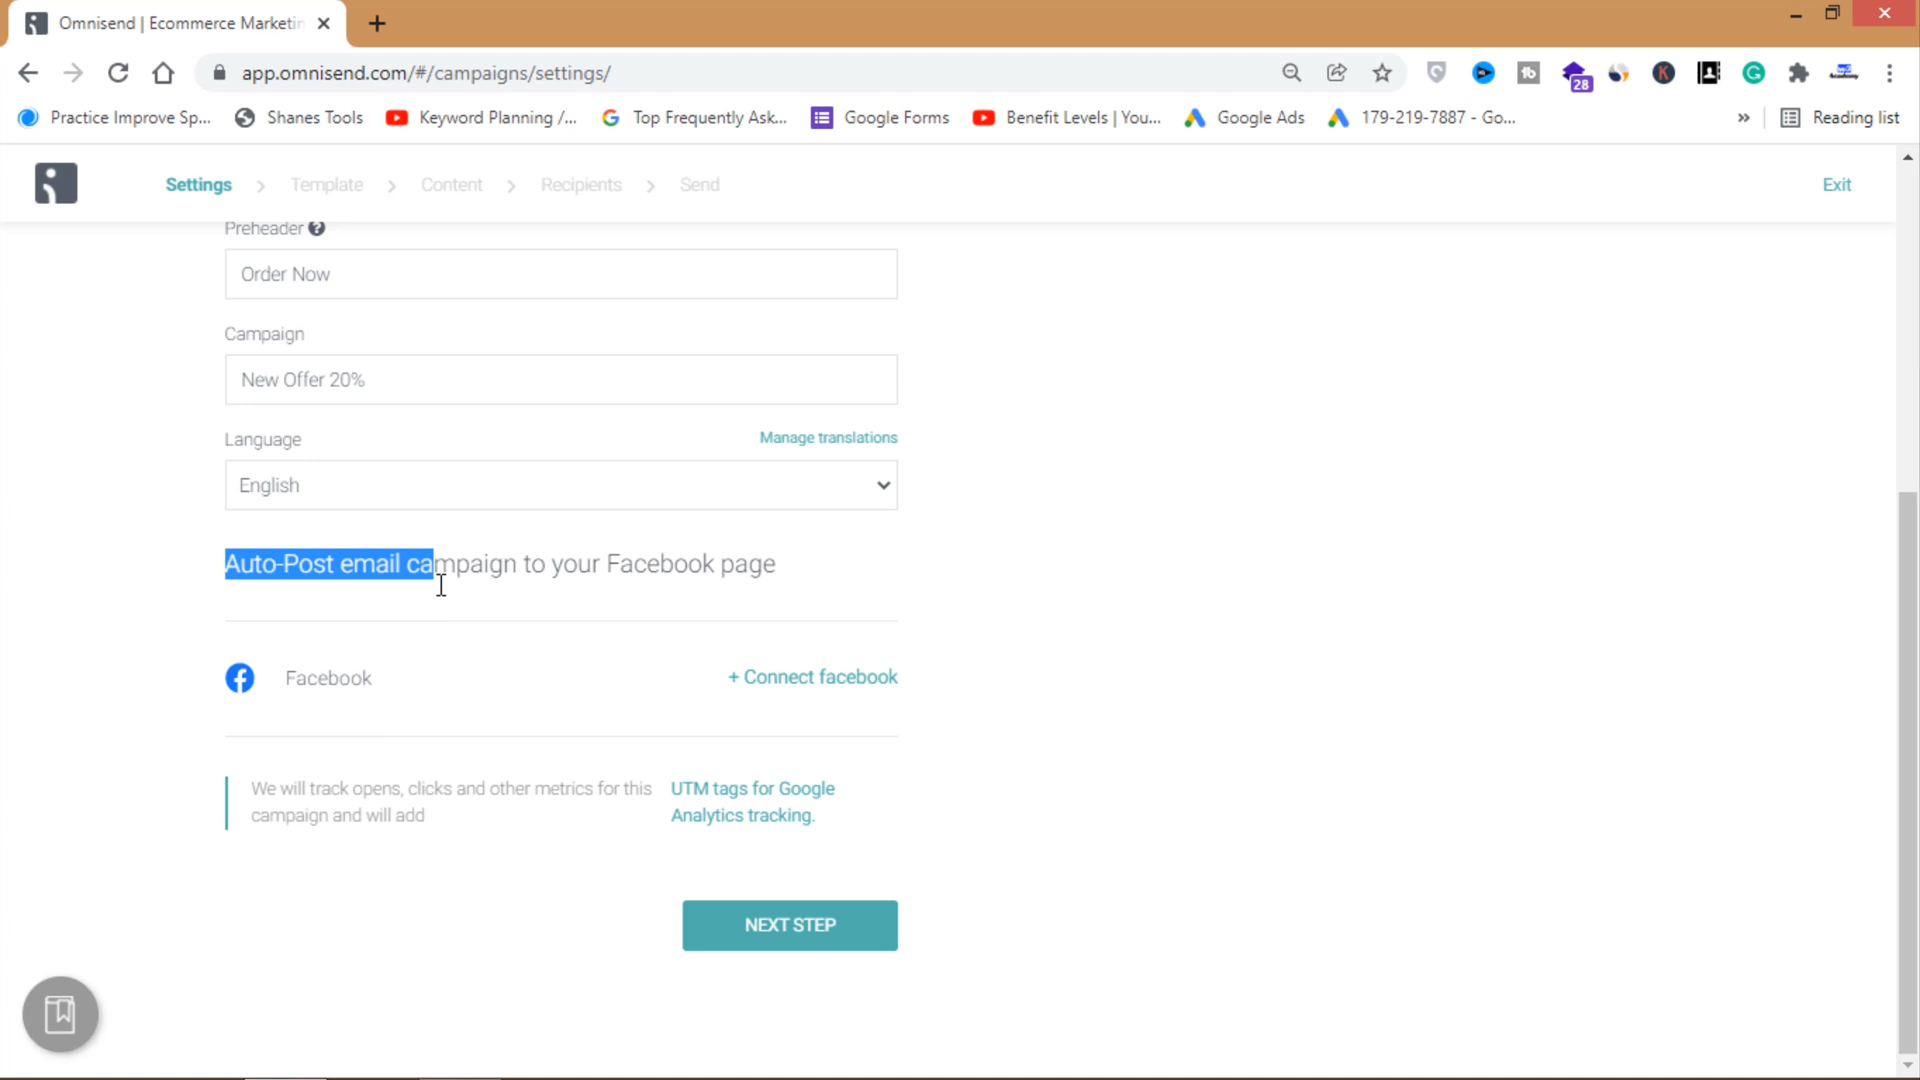 Omnisend | Ecommerce Marketin
app.omnisend.com/#/campaigns/settings/
28
Practice Improve Sp...
Shanes Tools
Keyword Planning /...
Top Frequently Ask...
Google Forms
Benefit Levels | You...
Google Ads
179-219-7887 - Go...
Reading list
Settings > Template > Content > Recipients > Send
Exit
Preheader
Order Now
Campaign
New Offer 20%
Language
Manage translations
English
Auto-Post email campaign to your Facebook page
Facebook
+ Connect facebook
We will track opens, clicks and other metrics for this
campaign and will add
UTM tags for Google
Analytics tracking.
NEXT STEP